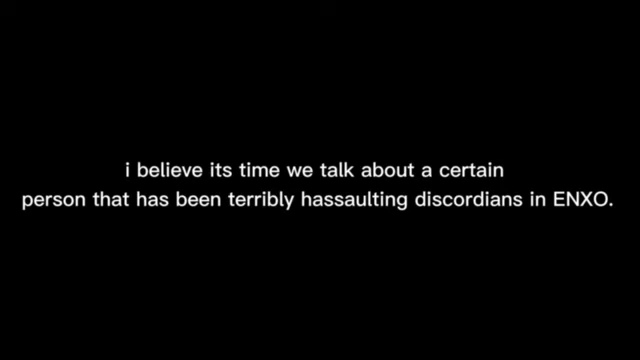 i believe its time we talk about a certain
person that has been terribly hassaulting discordians in ENXO.